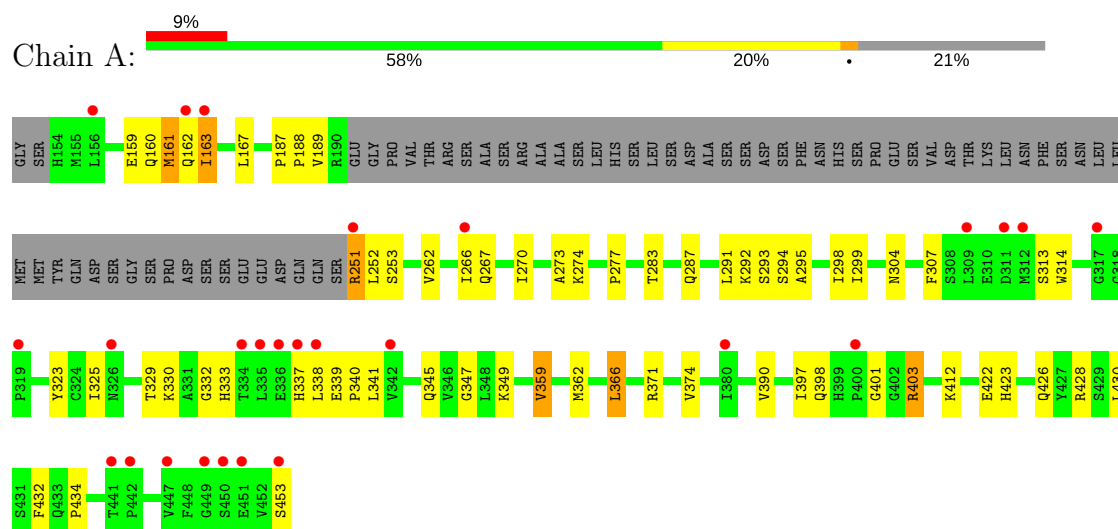 9%
Chain A:
58% 20% • 21%
GLY SER H154 M155 L156 E159 Q160 M161 Q162 I163 L167 P187 P188 V189 R190 GLU GLY PRO VAL THR ARG SER ALA SER ARG ALA ALA SER LEU HIS SER LEU SER ASP ALA SER SER ASP SER PHE ASN HIS SER PRO GLU SER VAL ASP THR LYS LEU ASN PHE SER ASN LEU LEU
MET MET TYR GLN ASP SER GLY SER PRO ASP SER SER GLU GLU ASP GLN GLN SER R251 L252 S253 V262 I266 Q267 I270 A273 K274 P277 T283 Q287 L291 K292 S293 S294 A295 I298 I299 N304 F307 S308 L309 E310 D311 M312 S313 W314 G317 G318
P319 Y323 C324 I325 N326 T329 K330 A331 G332 H333 T334 L335 E336 H337 L338 E339 P340 L341 V342 Q345 V346 G347 L348 K349 V359 M362 L366 R371 V374 I380 V390 I397 Q398 H399 P400 G401 G402 R403 K412 E422 H423 Q426 Y427 R428 S429 L430
S431 F432 Q433 P434 T441 P442 V447 F448 G449 S450 E451 V452 S453